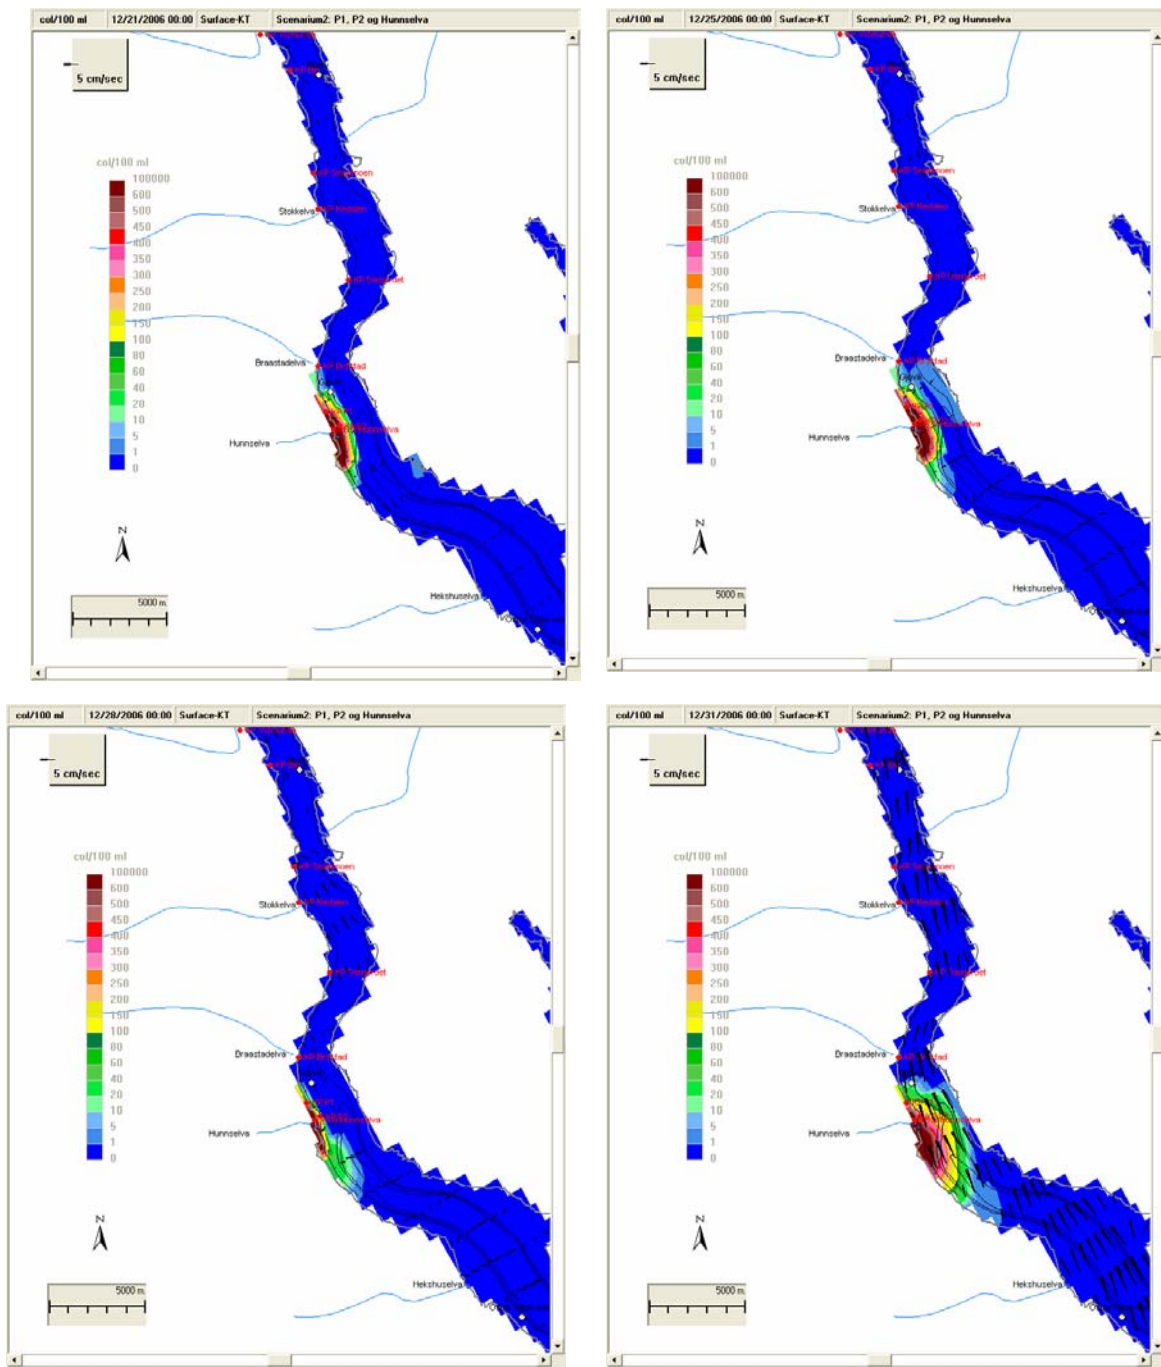 col/100 ml 12/21/2006 00:00 Surface-KT Scenarium2: P1, P2 og Hunnselva
5 cm/sec
col/100 ml
100000
600
500
450
400
350
300
250
200
150
100
80
60
40
20
10
5
1
0
Stokkelva
Braastadelva
Hunnselva
N
5000 m.
Hekshuselva
col/100 ml 12/25/2006 00:00 Surface-KT Scenarium2: P1, P2 og Hunnselva
5 cm/sec
col/100 ml
100000
600
500
450
400
350
300
250
200
150
100
80
60
40
20
10
5
1
0
Stokkelva
Braastadelva
Hunnselva
N
5000 m.
Hekshuselva
col/100 ml 12/28/2006 00:00 Surface-KT Scenarium2: P1, P2 og Hunnselva
5 cm/sec
col/100 ml
100000
600
500
450
400
350
300
250
200
150
100
80
60
40
20
10
5
1
0
Stokkelva
Braastadelva
Hunnselva
N
5000 m.
Hekshuselva
col/100 ml 12/31/2006 00:00 Surface-KT Scenarium2: P1, P2 og Hunnselva
5 cm/sec
col/100 ml
100000
600
500
450
400
350
300
250
200
150
100
80
60
40
20
10
5
1
0
Stokkelva
Braastadelva
Hunnselva
N
5000 m.
Hekshuselva